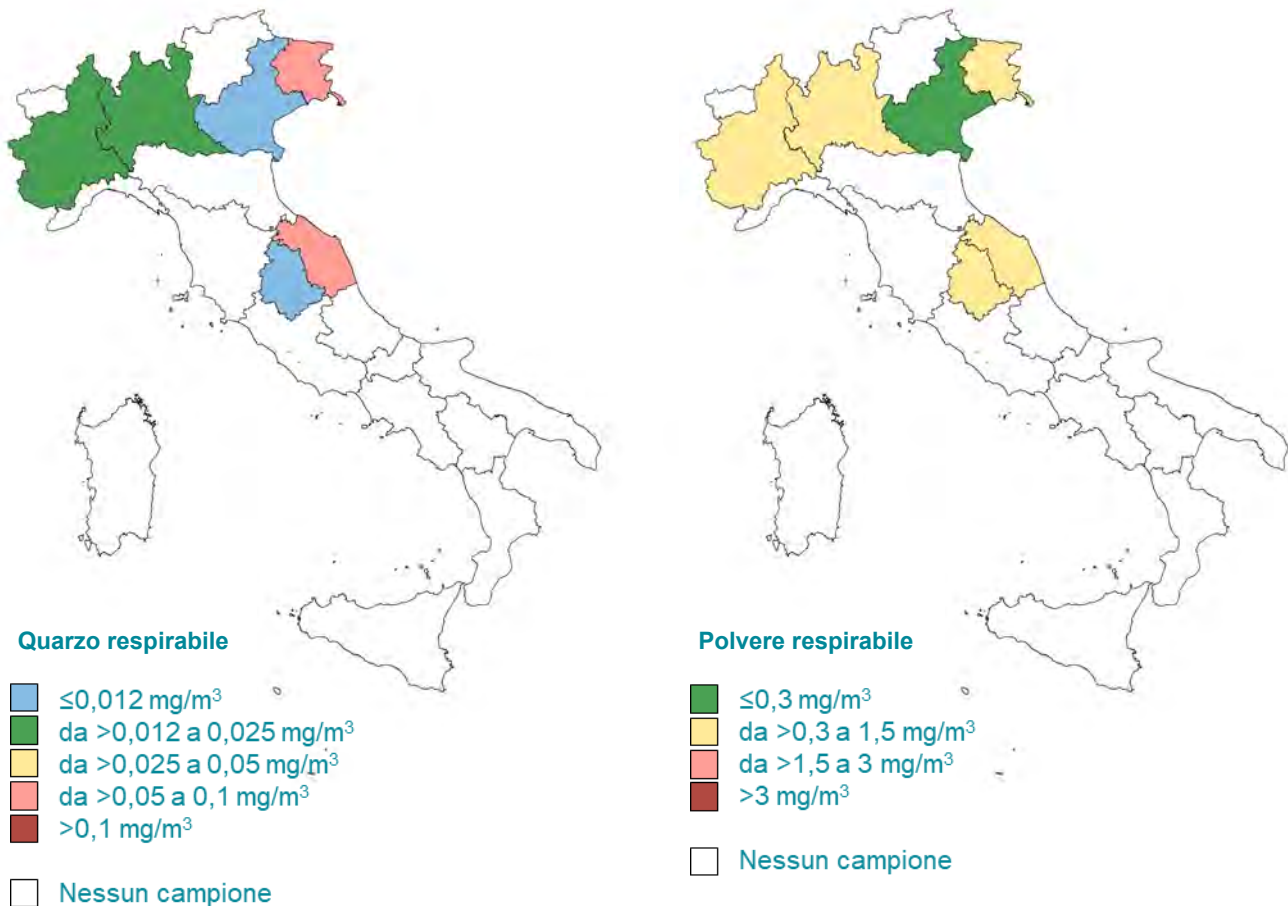 Quarzo respirabile
≤0,012 mg/m³
da >0,012 a 0,025 mg/m³
da >0,025 a 0,05 mg/m³
da >0,05 a 0,1 mg/m³
>0,1 mg/m³
Nessun campione
Polvere respirabile
≤0,3 mg/m³
da >0,3 a 1,5 mg/m³
da >1,5 a 3 mg/m³
>3 mg/m³
Nessun campione